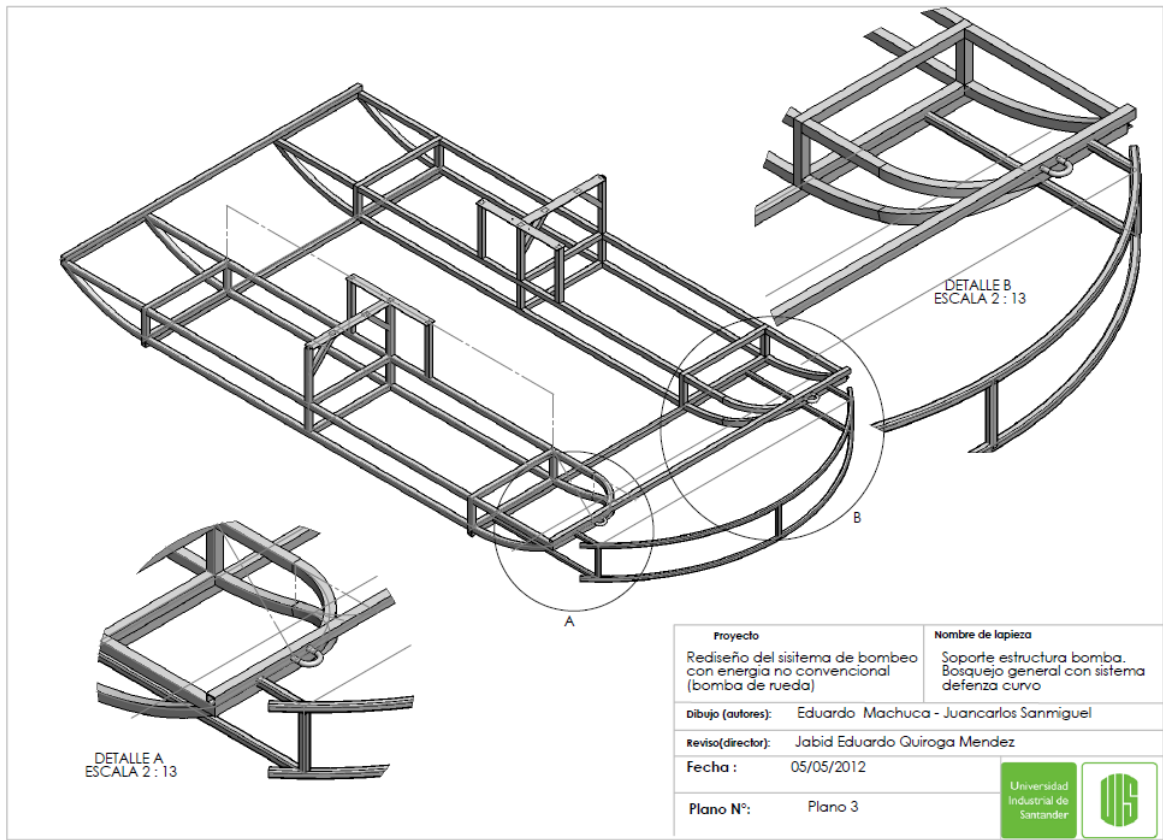 DETALLE B
ESCALA 2 : 13
B
A
DETALLE A
ESCALA 2 : 13
Proyecto
Rediseño del sisitema de bombeo
con energia no convencional
(bomba de rueda)
Nombre de lapieza
Soporte estructura bomba.
Bosquejo general con sistema
defenza curvo
Dibujo (autores): Eduardo Machuca - Juancarlos Sanmiguel
Reviso(director): Jabid Eduardo Quiroga Mendez
Fecha : 05/05/2012
Plano N°: Plano 3
Universidad
Industrial de
Santander